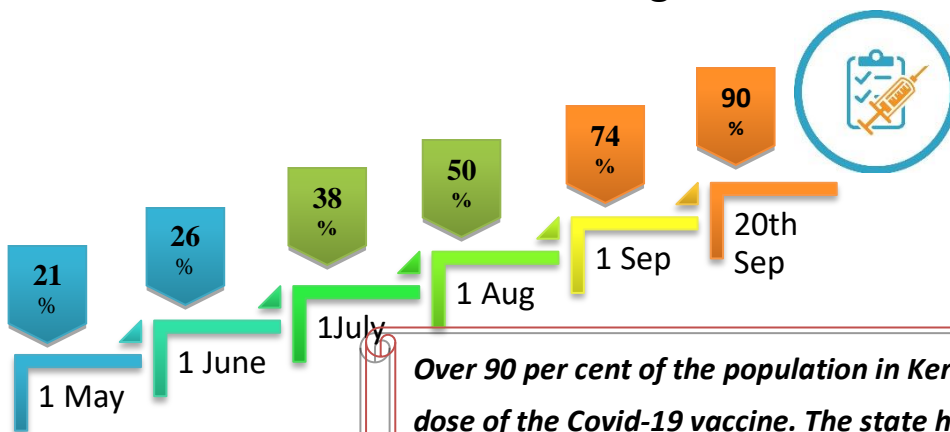 90
%
74
%
50
%
38
%
26
%
21
%
20th
Sep
1 Sep
1 Aug
1July
1 June
1 May
Over 90 per cent of the population in Ker
dose of the Covid-19 vaccine. The state h